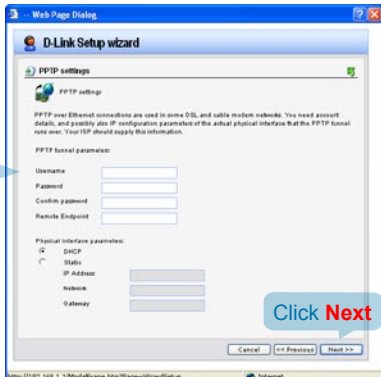 -- Web Page Dialog
D-Link Setup wizard
PPTP settings
PPTP settings
PPTP over Ethernet connections are used in some DSL and cable modem networks. You need account
details, and possibly also IP configuration parameters of the actual physical interface that the PPTP tunnel
runs over. Your ISP should supply this information.
PPTP tunnel parameters:
Username
Password
Confirm password
Remote Endpoint
Physical interface parameters:
DHCP
Static
IP Address
Network
Gateway
Click Next
Cancel
<< Previous
Next >>
Internet